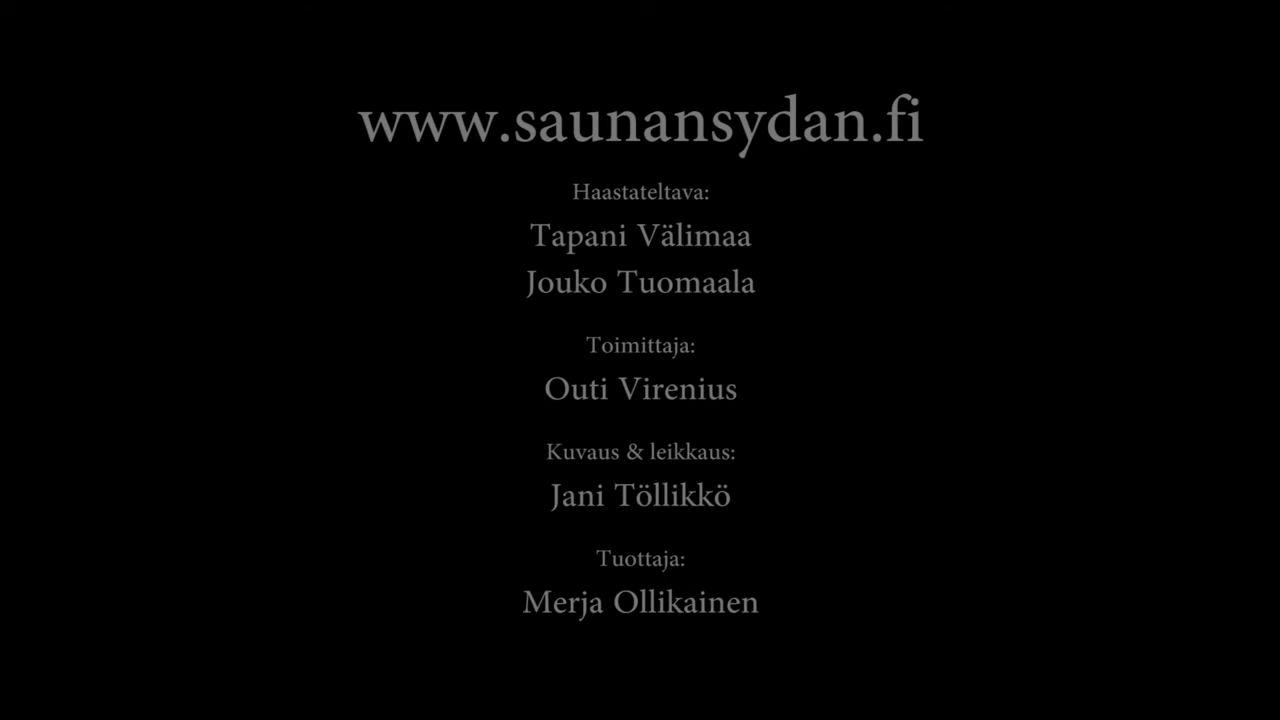 www.saunansydan.fi
Haastateltava:
Tapani Välimaa
Jouko Tuomaala
Toimittaja:
Outi Virenius
Kuvaus & leikkaus:
Jani Töllikkö
Tuottaja:
Merja Ollikainen